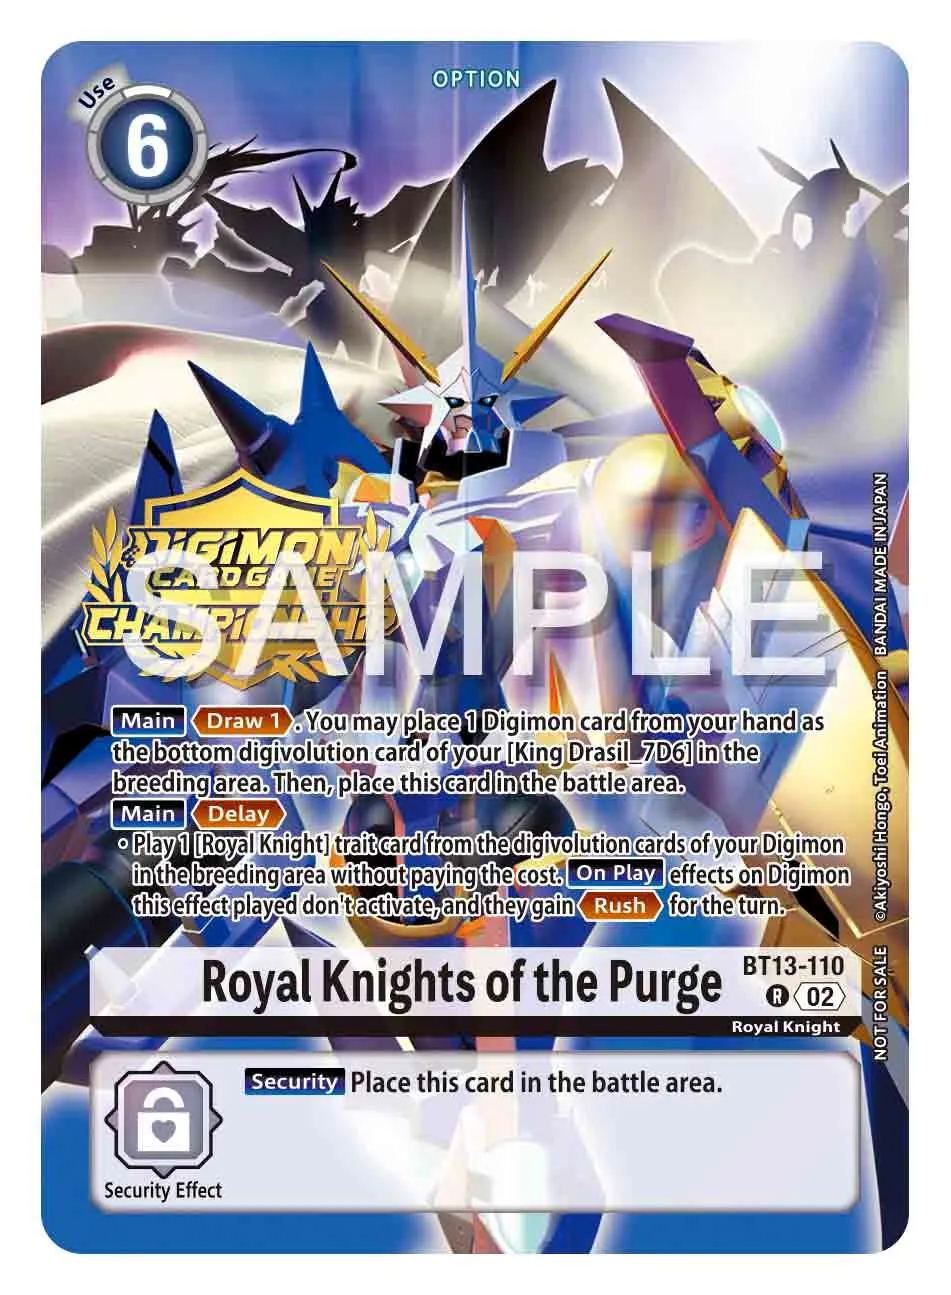 OPTION
Use
6
DiGiMON
CARD GAME
CHAMPiONSHiP
SAMPLE
Main Draw 1. You may place 1 Digimon card from your hand as
the bottom digivolution card of your [King Drasil_7D6] in the
breeding area. Then, place this card in the battle area.
Main Delay
• Play 1 [Royal Knight] trait card from the digivolution cards of your Digimon
in the breeding area without paying the cost. On Play effects on Digimon
this effect played don't activate, and they gain Rush for the turn.
Royal Knights of the Purge
BT13-110
R 02
Royal Knight
Security Place this card in the battle area.
Security Effect
©Akiyoshi Hongo, Toei Animation BANDAI MADE IN JAPAN
NOT FOR SALE